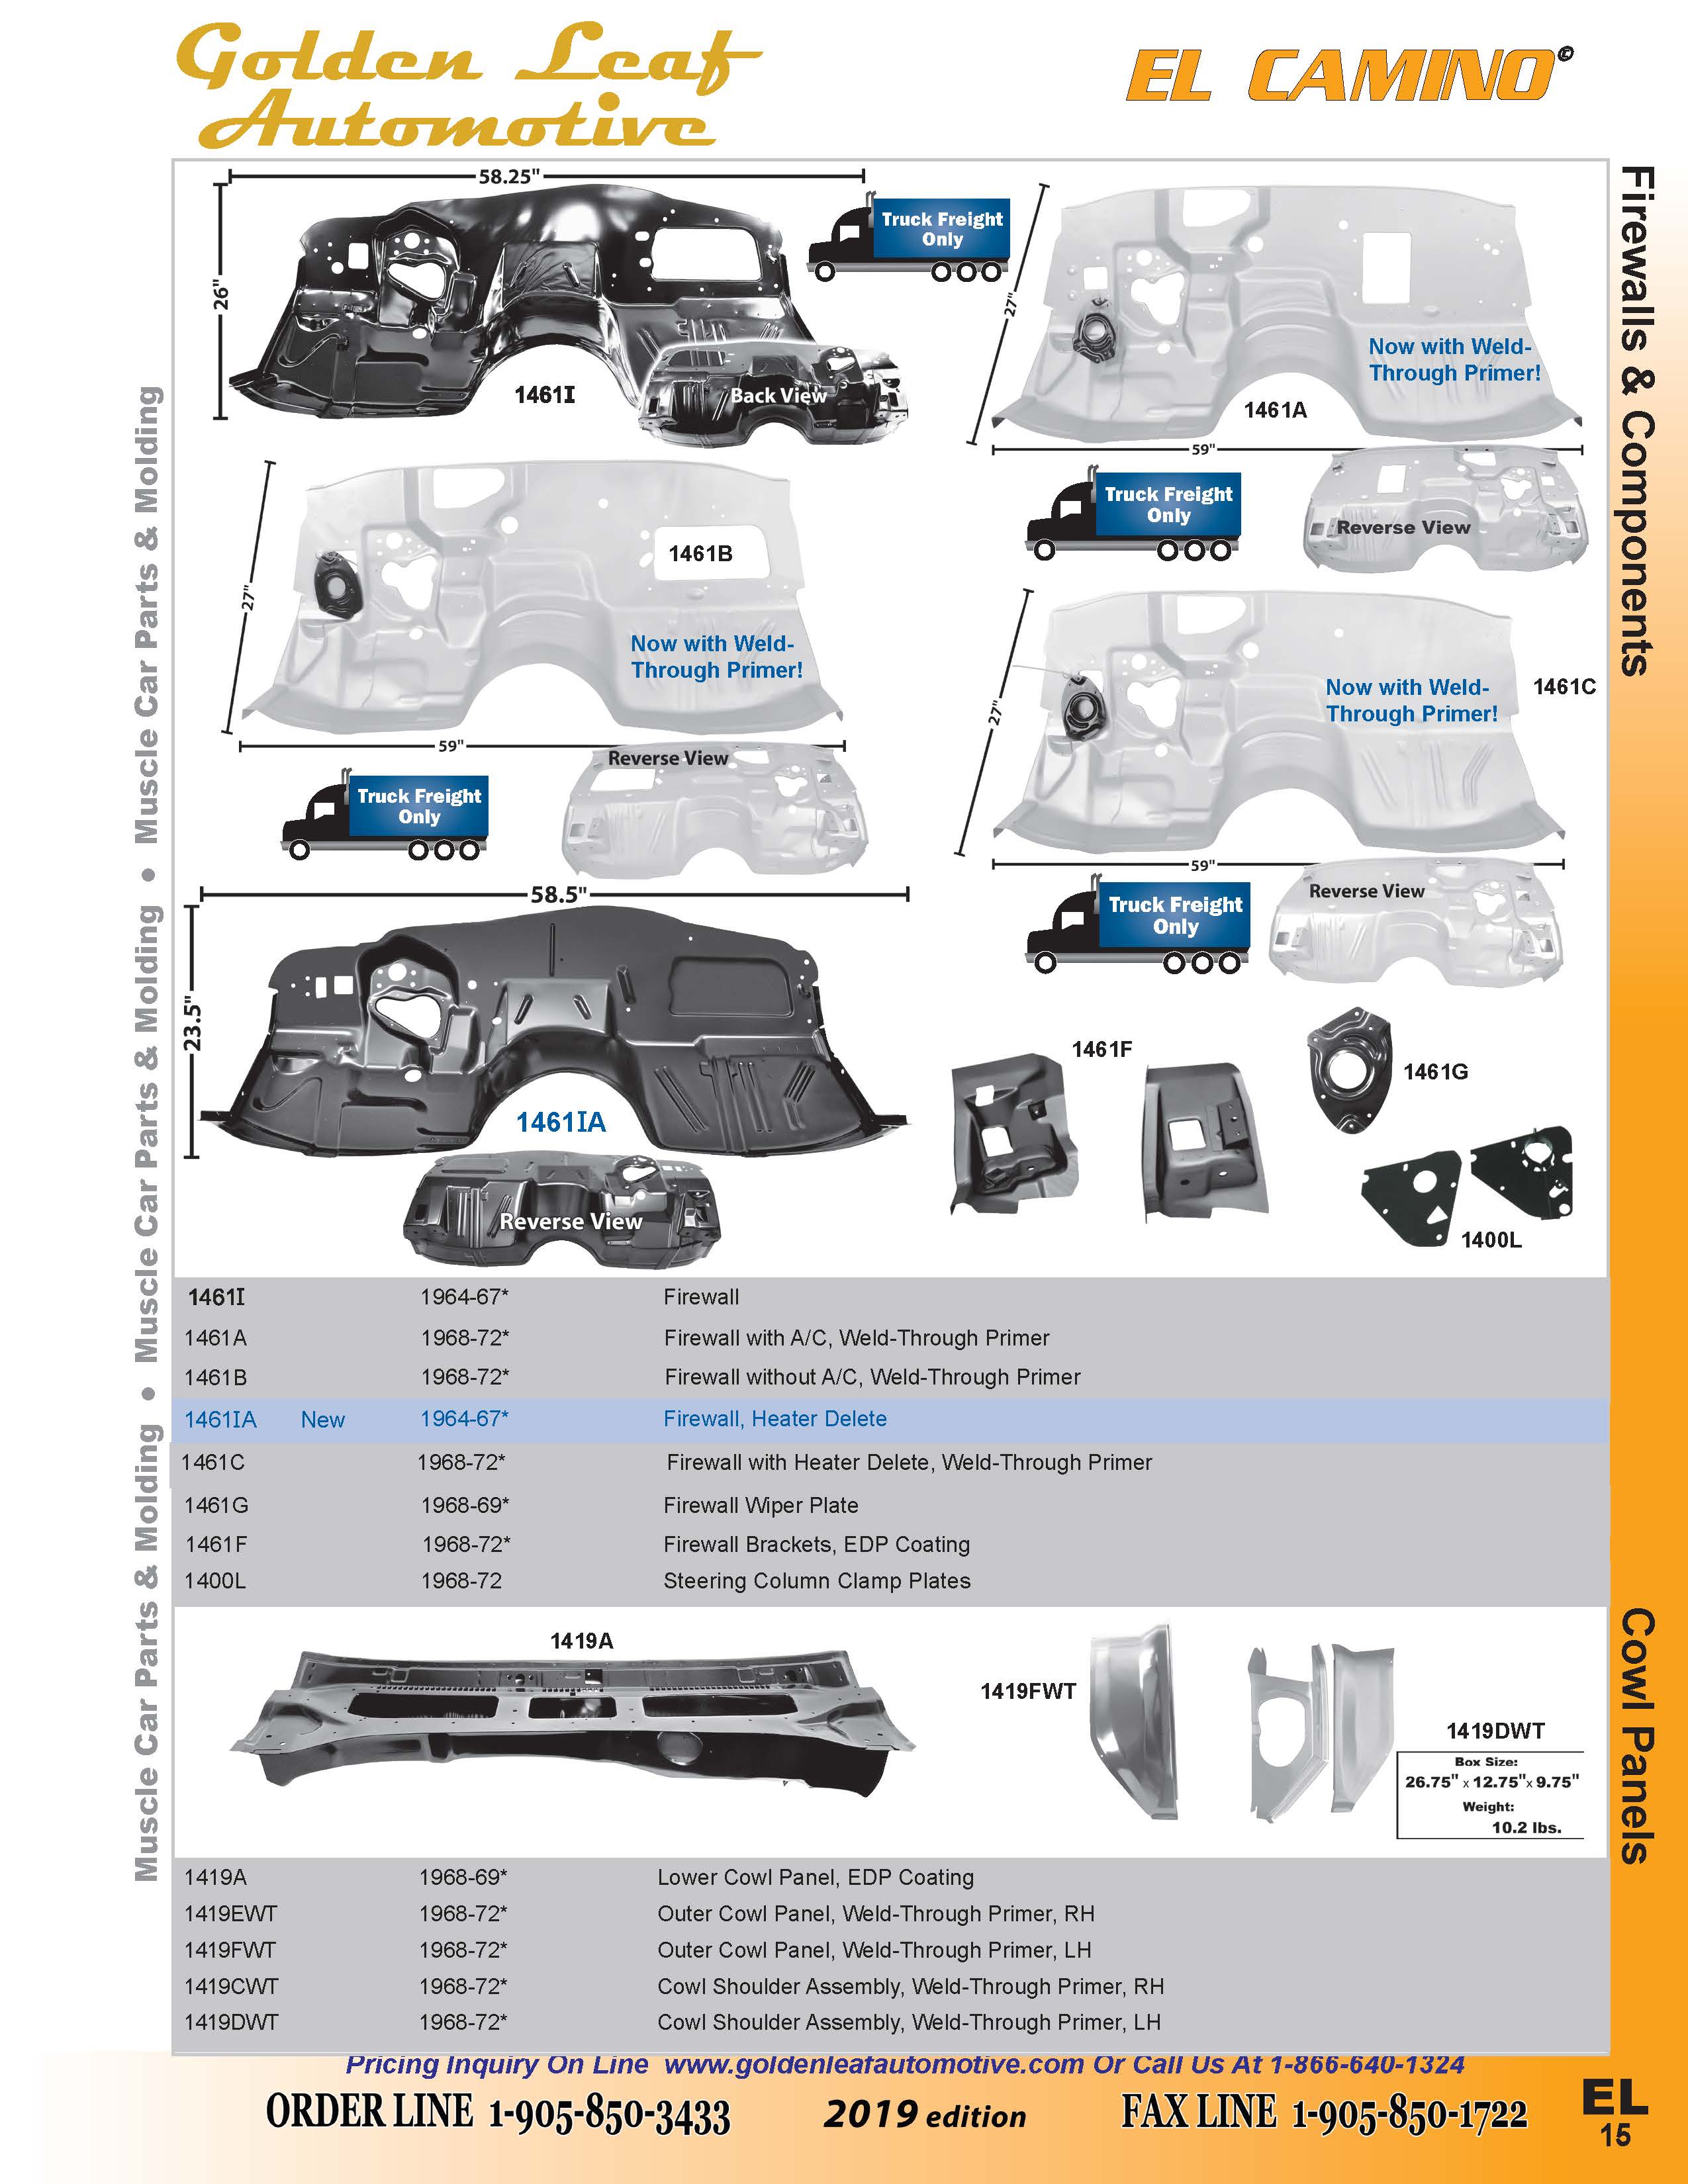 Golden Leaf
Automotive
EL CAMINO©
Firewalls & Components
Muscle Car Parts & Molding • Muscle Car Parts & Molding • Muscle Car Parts & Molding
58.25"
26"
Truck Freight
Only
1461I
Back View
27"
Now with Weld-
Through Primer!
1461A
59"
Truck Freight
Only
Reverse View
27"
1461B
Now with Weld-
Through Primer!
59"
Reverse View
Truck Freight
Only
27"
Now with Weld-
Through Primer!
1461C
59"
Truck Freight
Only
Reverse View
58.5"
23.5"
1461IA
Reverse View
1461F
1461G
1400L
1461I 1964-67* Firewall
1461A 1968-72* Firewall with A/C, Weld-Through Primer
1461B 1968-72* Firewall without A/C, Weld-Through Primer
1461IA New 1964-67* Firewall, Heater Delete
1461C 1968-72* Firewall with Heater Delete, Weld-Through Primer
1461G 1968-69* Firewall Wiper Plate
1461F 1968-72* Firewall Brackets, EDP Coating
1400L 1968-72 Steering Column Clamp Plates
Cowl Panels
1419A
1419FWT
1419DWT
Box Size:
26.75" x 12.75"x 9.75"
Weight:
10.2 lbs.
1419A 1968-69* Lower Cowl Panel, EDP Coating
1419EWT 1968-72* Outer Cowl Panel, Weld-Through Primer, RH
1419FWT 1968-72* Outer Cowl Panel, Weld-Through Primer, LH
1419CWT 1968-72* Cowl Shoulder Assembly, Weld-Through Primer, RH
1419DWT 1968-72* Cowl Shoulder Assembly, Weld-Through Primer, LH
Pricing Inquiry On Line www.goldenleafautomotive.com Or Call Us At 1-866-640-1324
ORDER LINE 1-905-850-3433 2019 edition FAX LINE 1-905-850-1722
EL
15